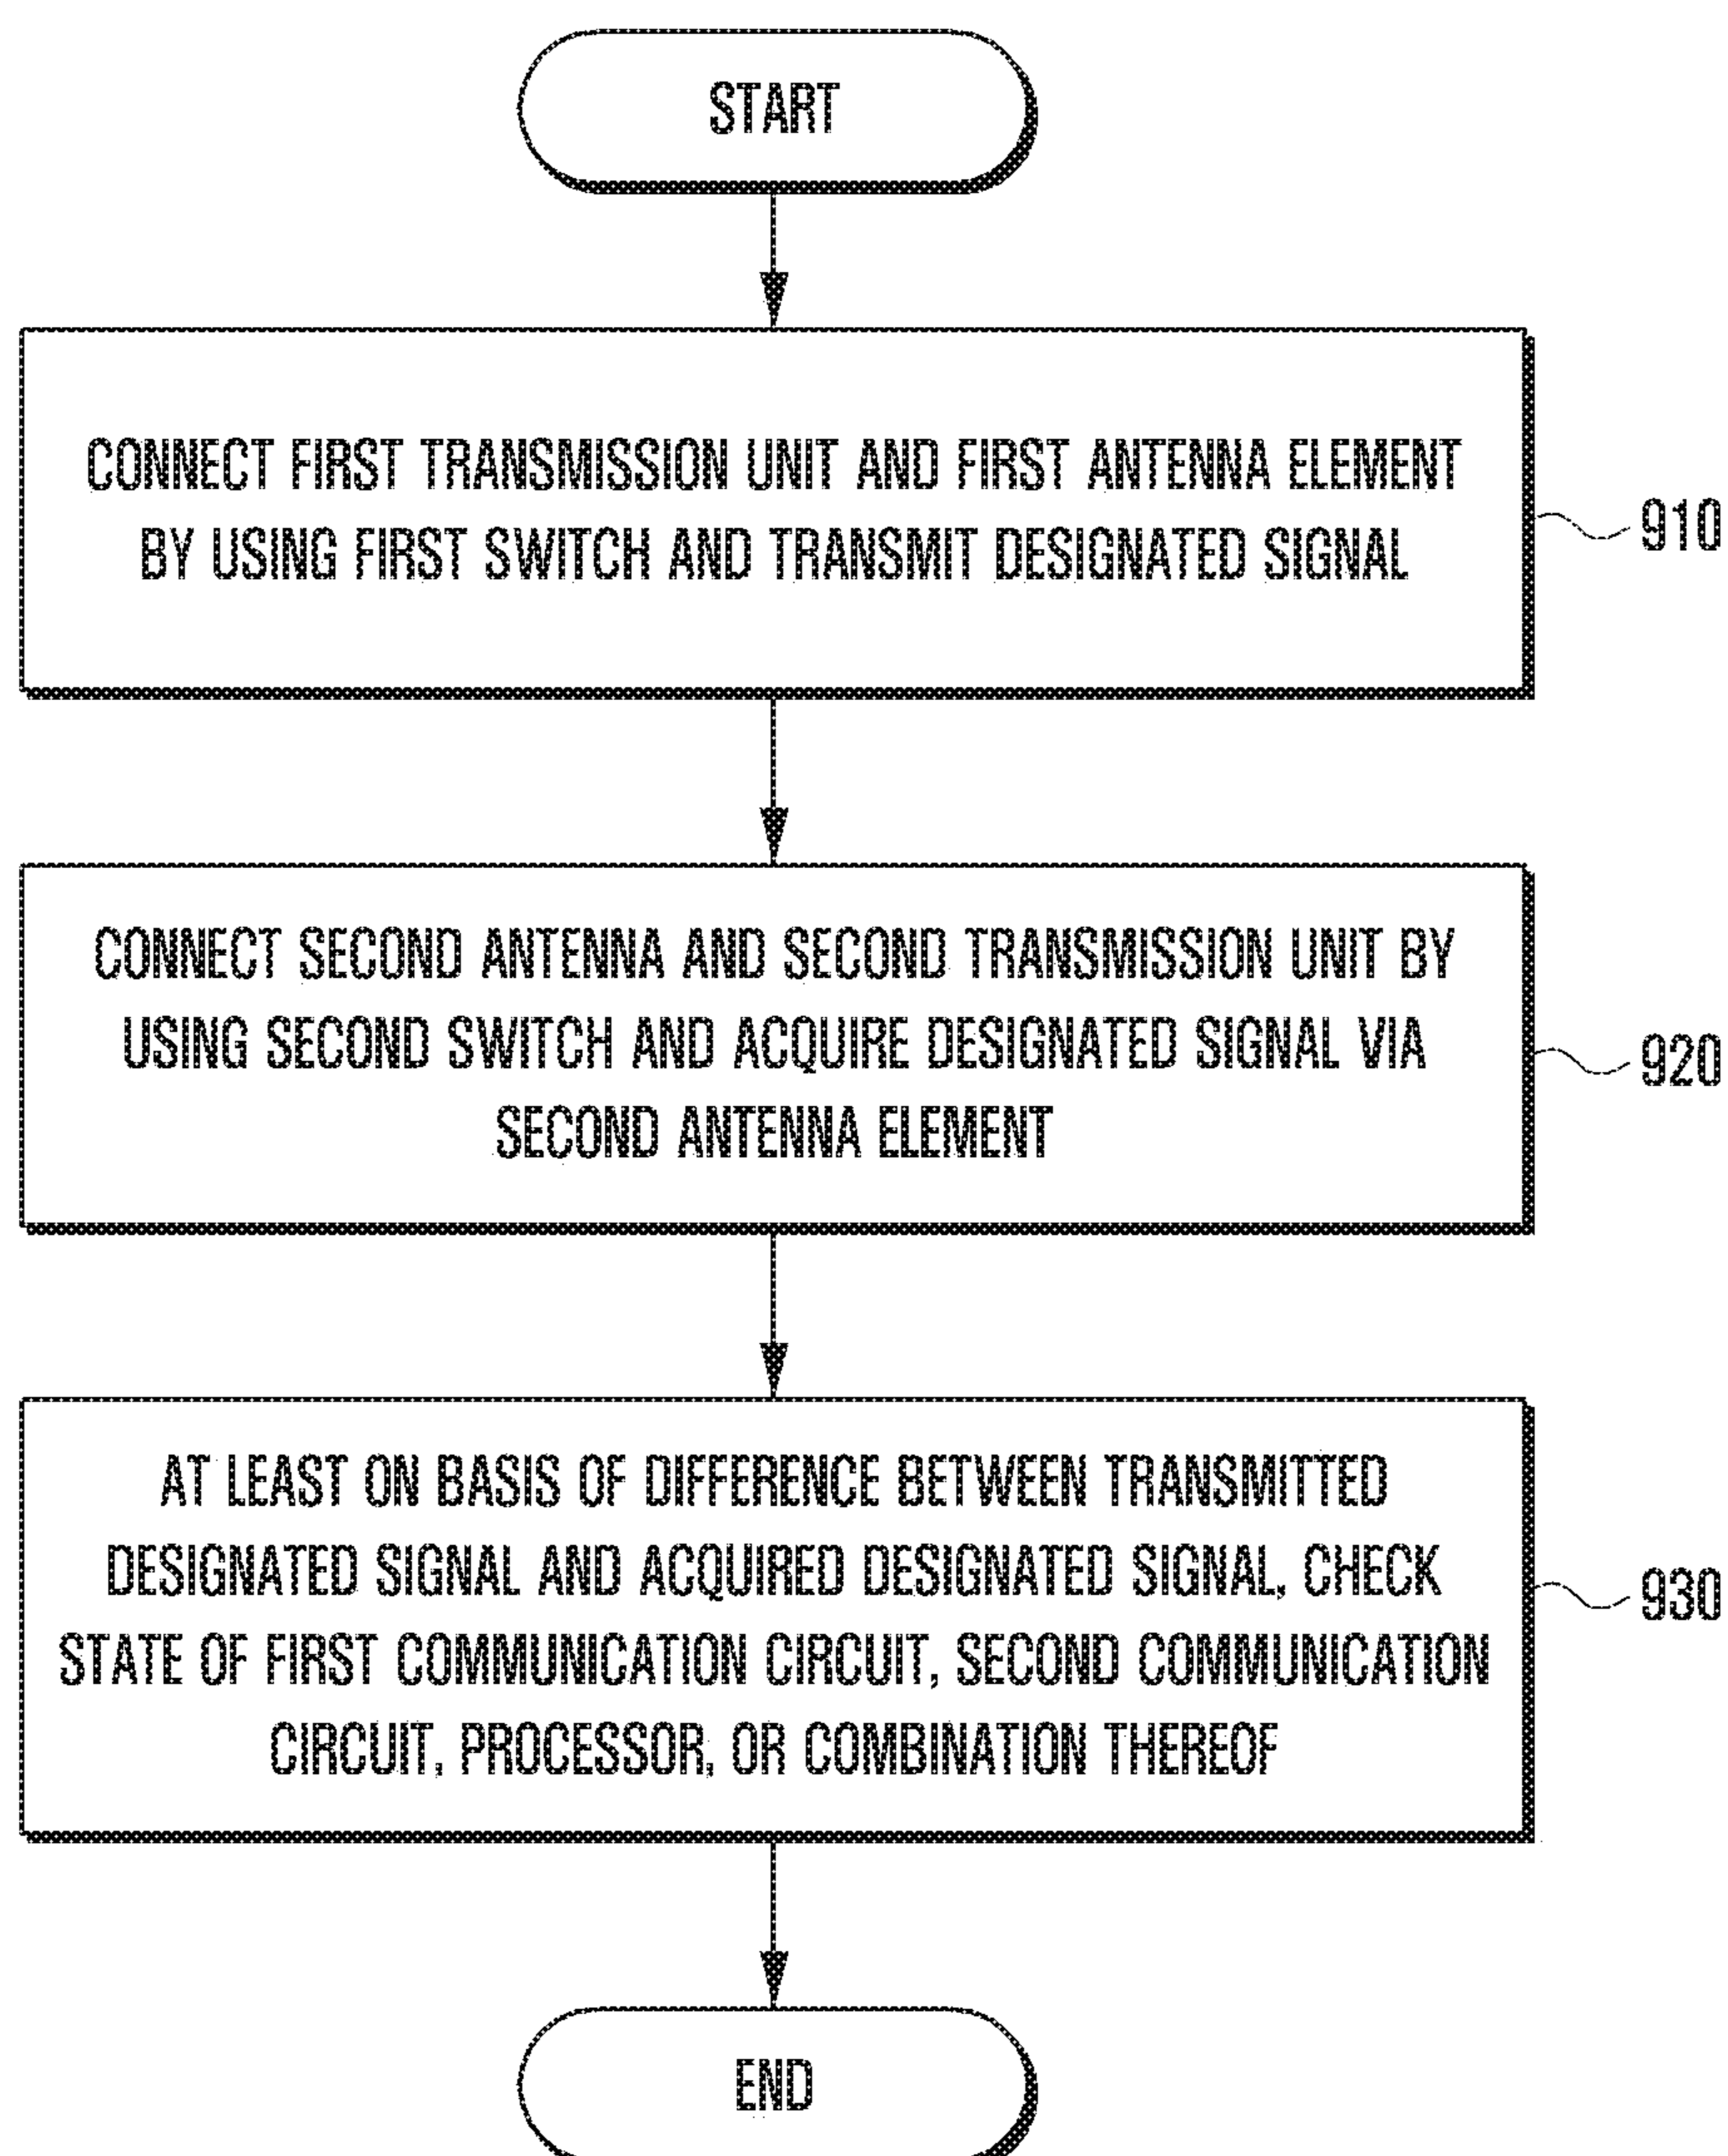 START
CONNECT FIRST TRANSMISSION UNIT AND FIRST ANTENNA ELEMENT
BY USING FIRST SWITCH AND TRANSMIT DESIGNATED SIGNAL
910
CONNECT SECOND ANTENNA AND SECOND TRANSMISSION UNIT BY
USING SECOND SWITCH AND ACQUIRE DESIGNATED SIGNAL VIA
SECOND ANTENNA ELEMENT
920
AT LEAST ON BASIS OF DIFFERENCE BETWEEN TRANSMITTED
DESIGNATED SIGNAL AND ACQUIRED DESIGNATED SIGNAL, CHECK
STATE OF FIRST COMMUNICATION CIRCUIT, SECOND COMMUNICATION
CIRCUIT, PROCESSOR, OR COMBINATION THEREOF
930
END